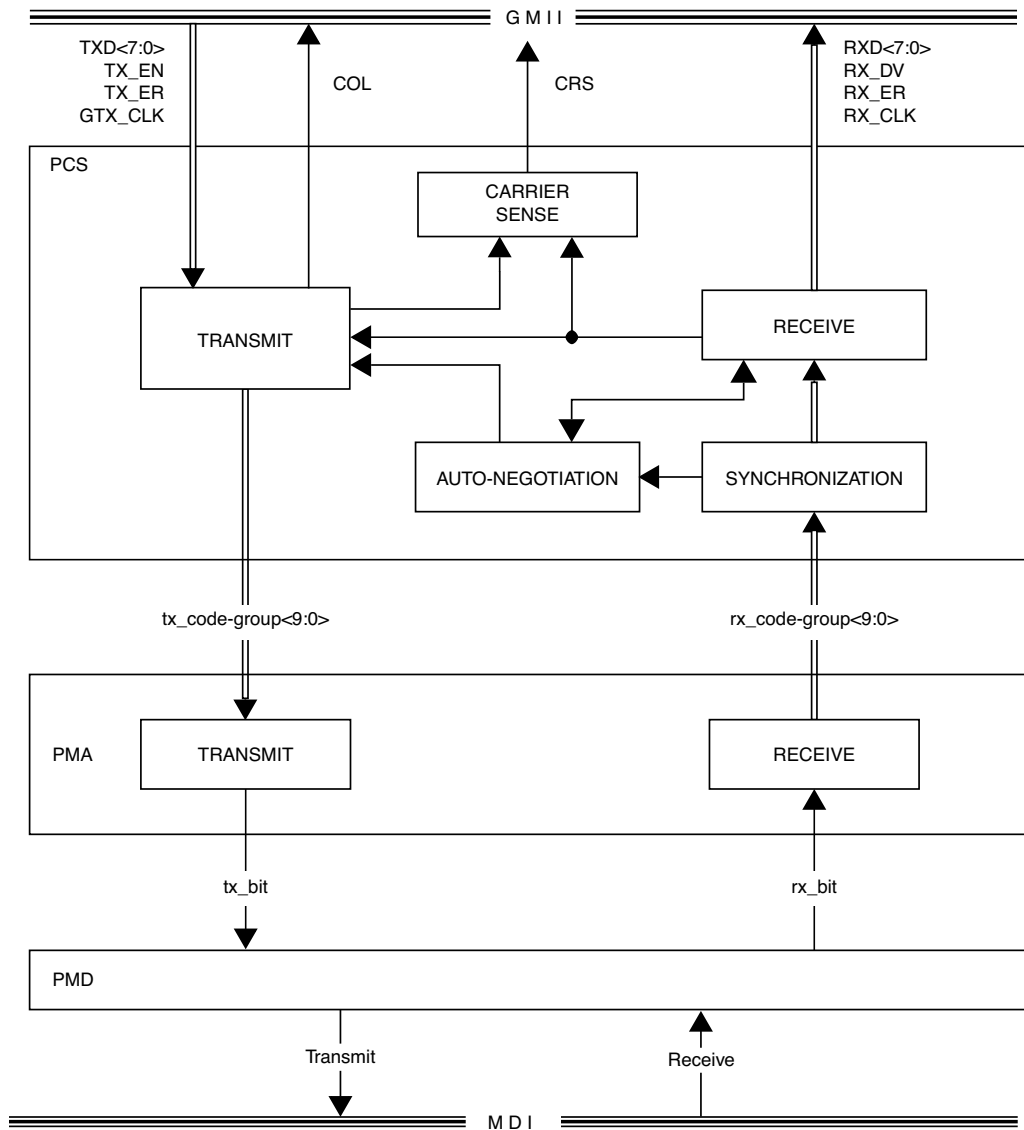 G M I I
TXD<7:0>
TX_EN
TX_ER
GTX_CLK
COL
CRS
RXD<7:0>
RX_DV
RX_ER
RX_CLK
PCS
CARRIER
SENSE
TRANSMIT
RECEIVE
AUTO-NEGOTIATION
SYNCHRONIZATION
tx_code-group<9:0>
rx_code-group<9:0>
PMA
TRANSMIT
RECEIVE
tx_bit
rx_bit
PMD
Transmit
Receive
M D I